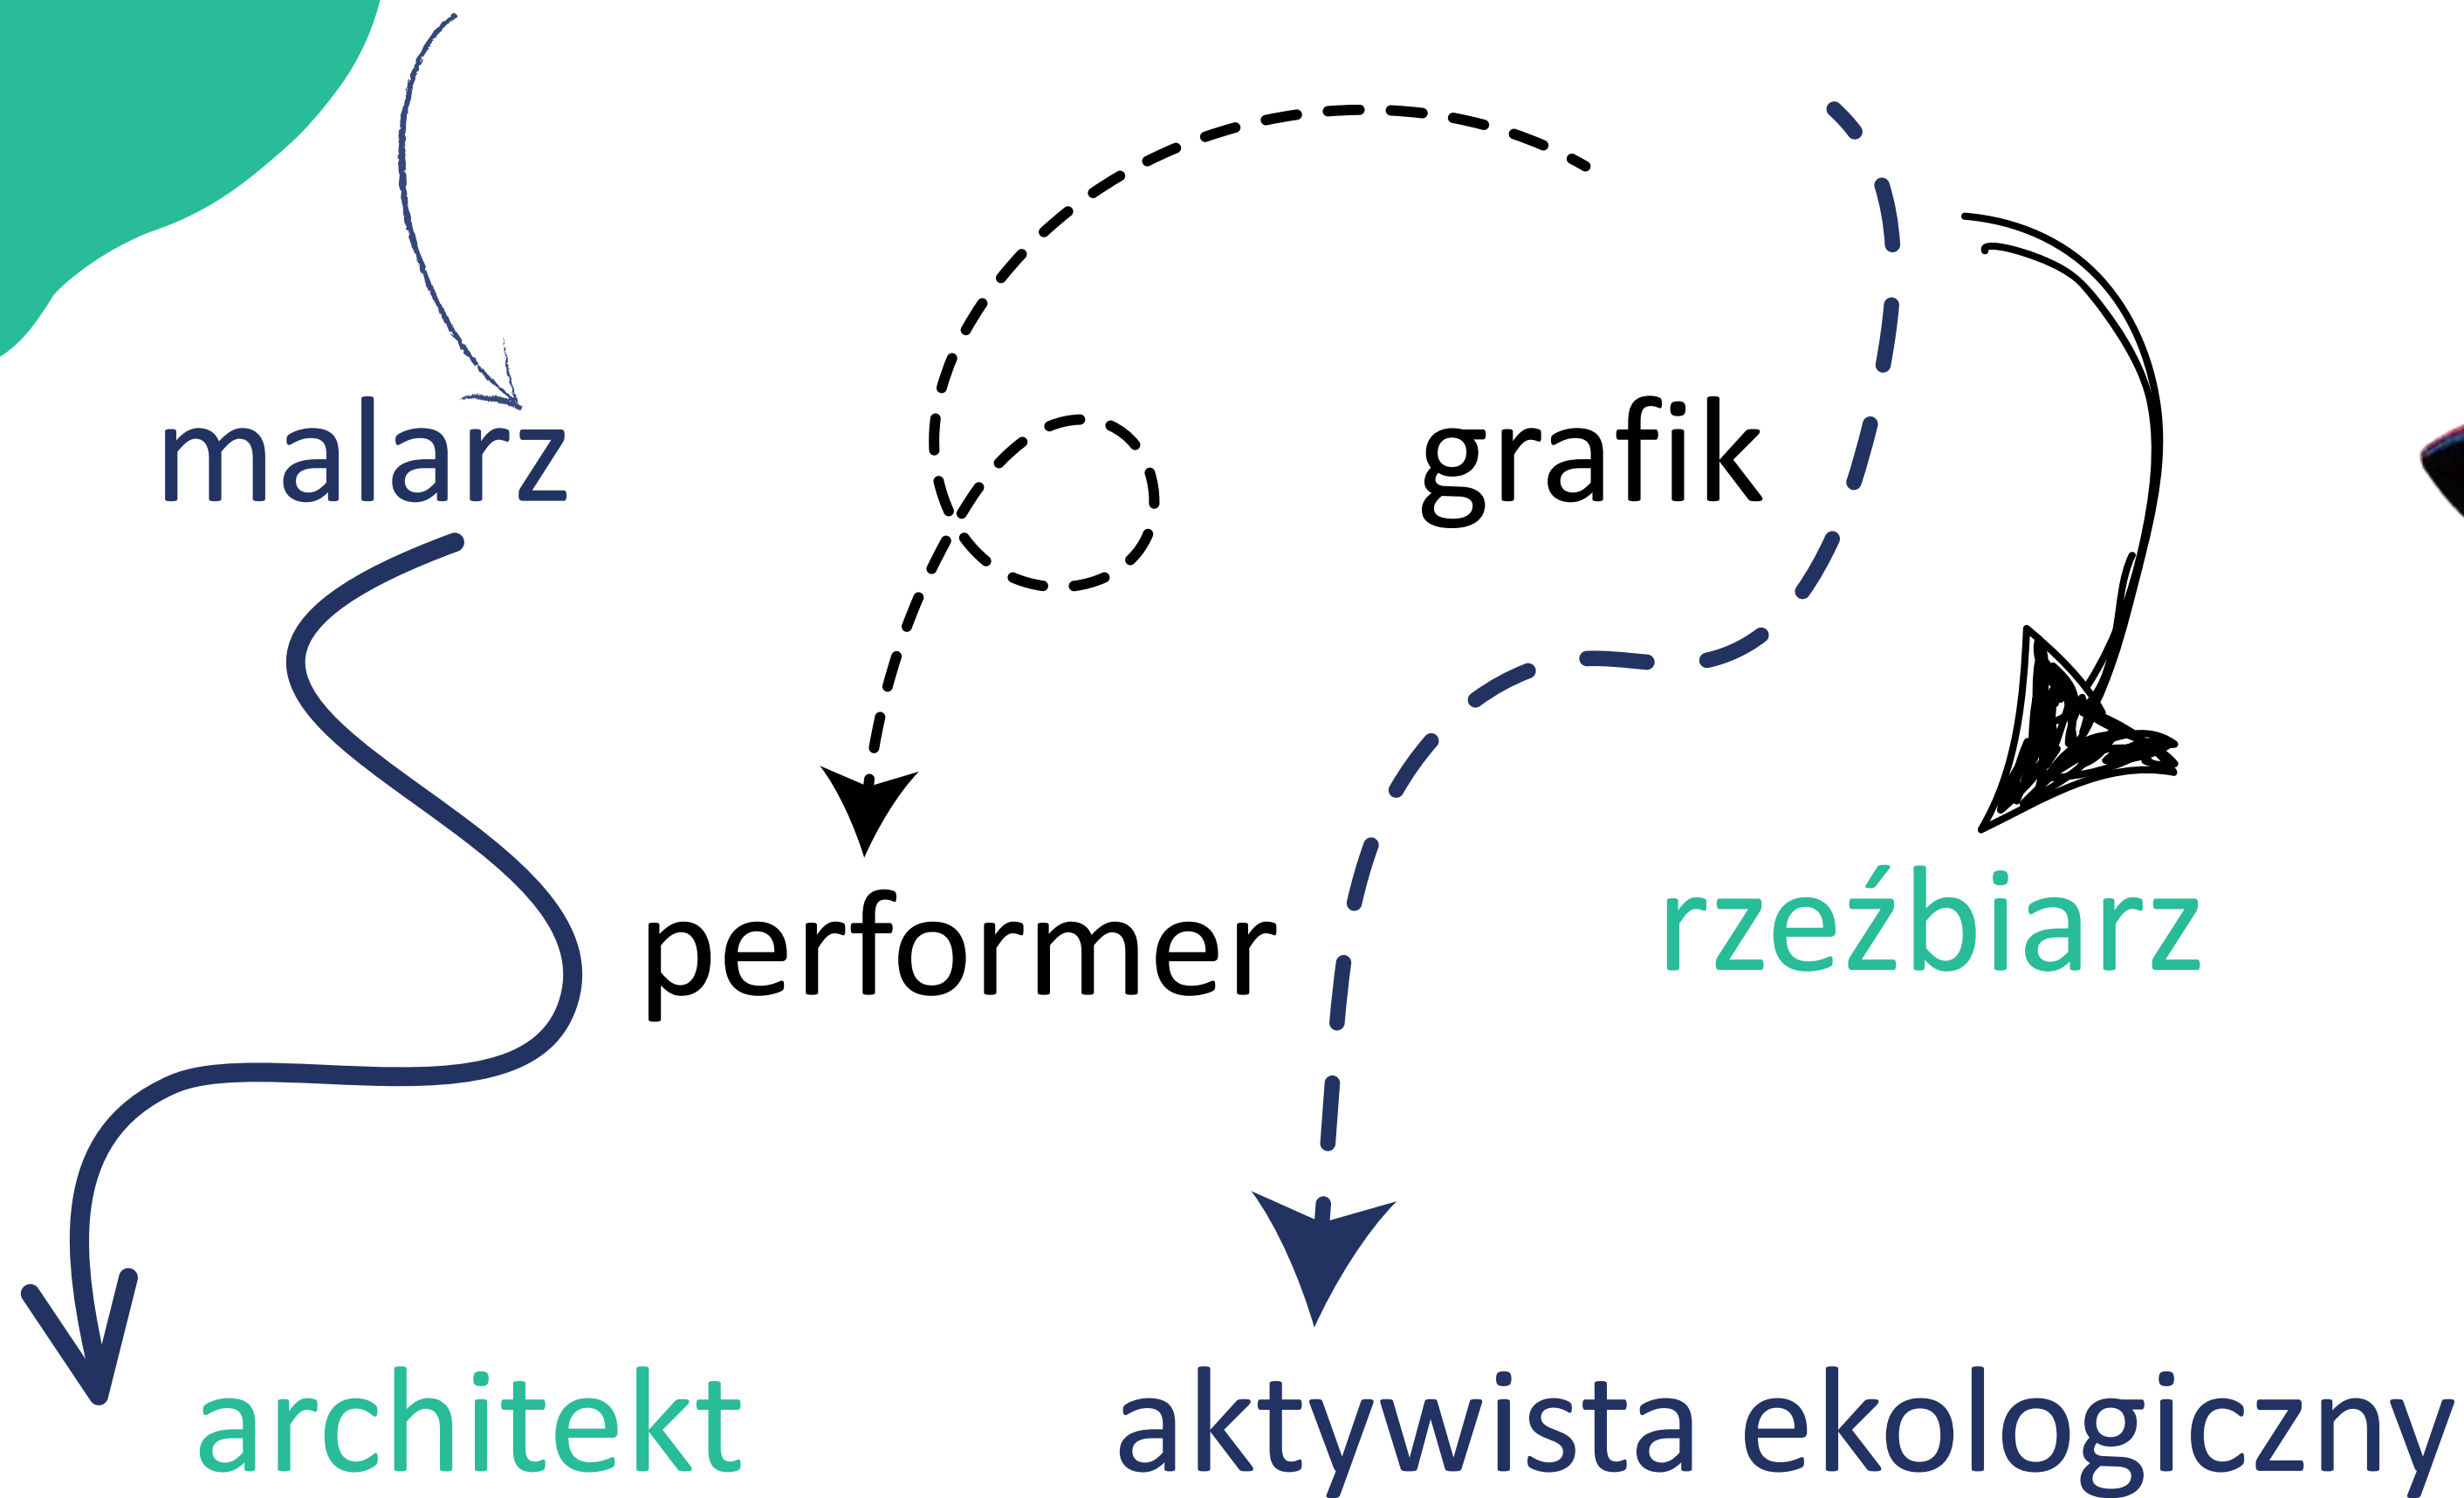 malarz
grafik
performer
rzeźbiarz
architekt
aktywista ekologiczny